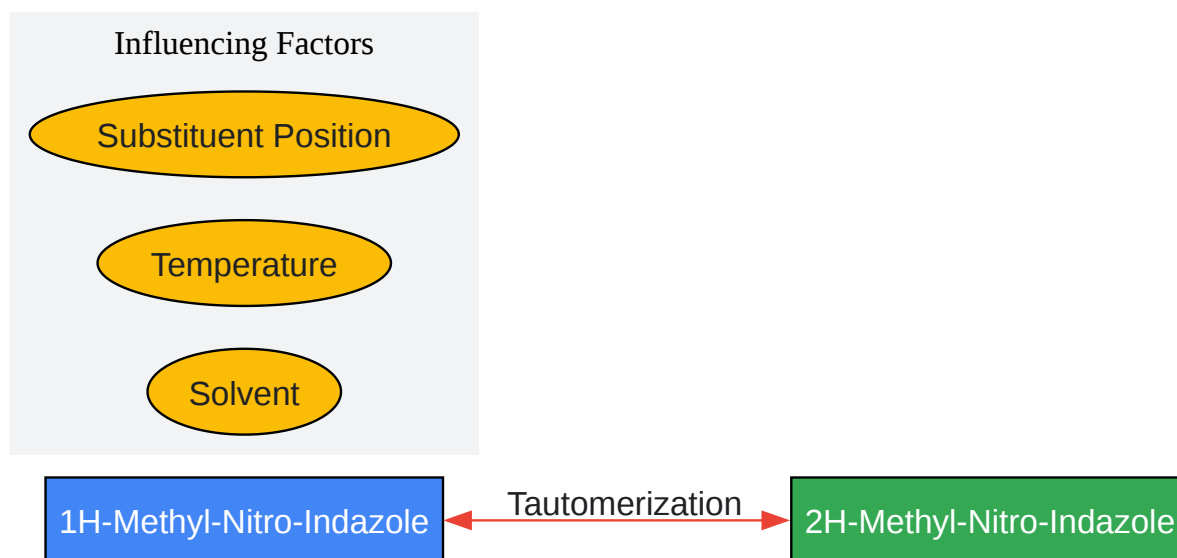 Influencing Factors
Substituent Position
Temperature
Solvent
1H-Methyl-Nitro-Indazole
Tautomerization
2H-Methyl-Nitro-Indazole